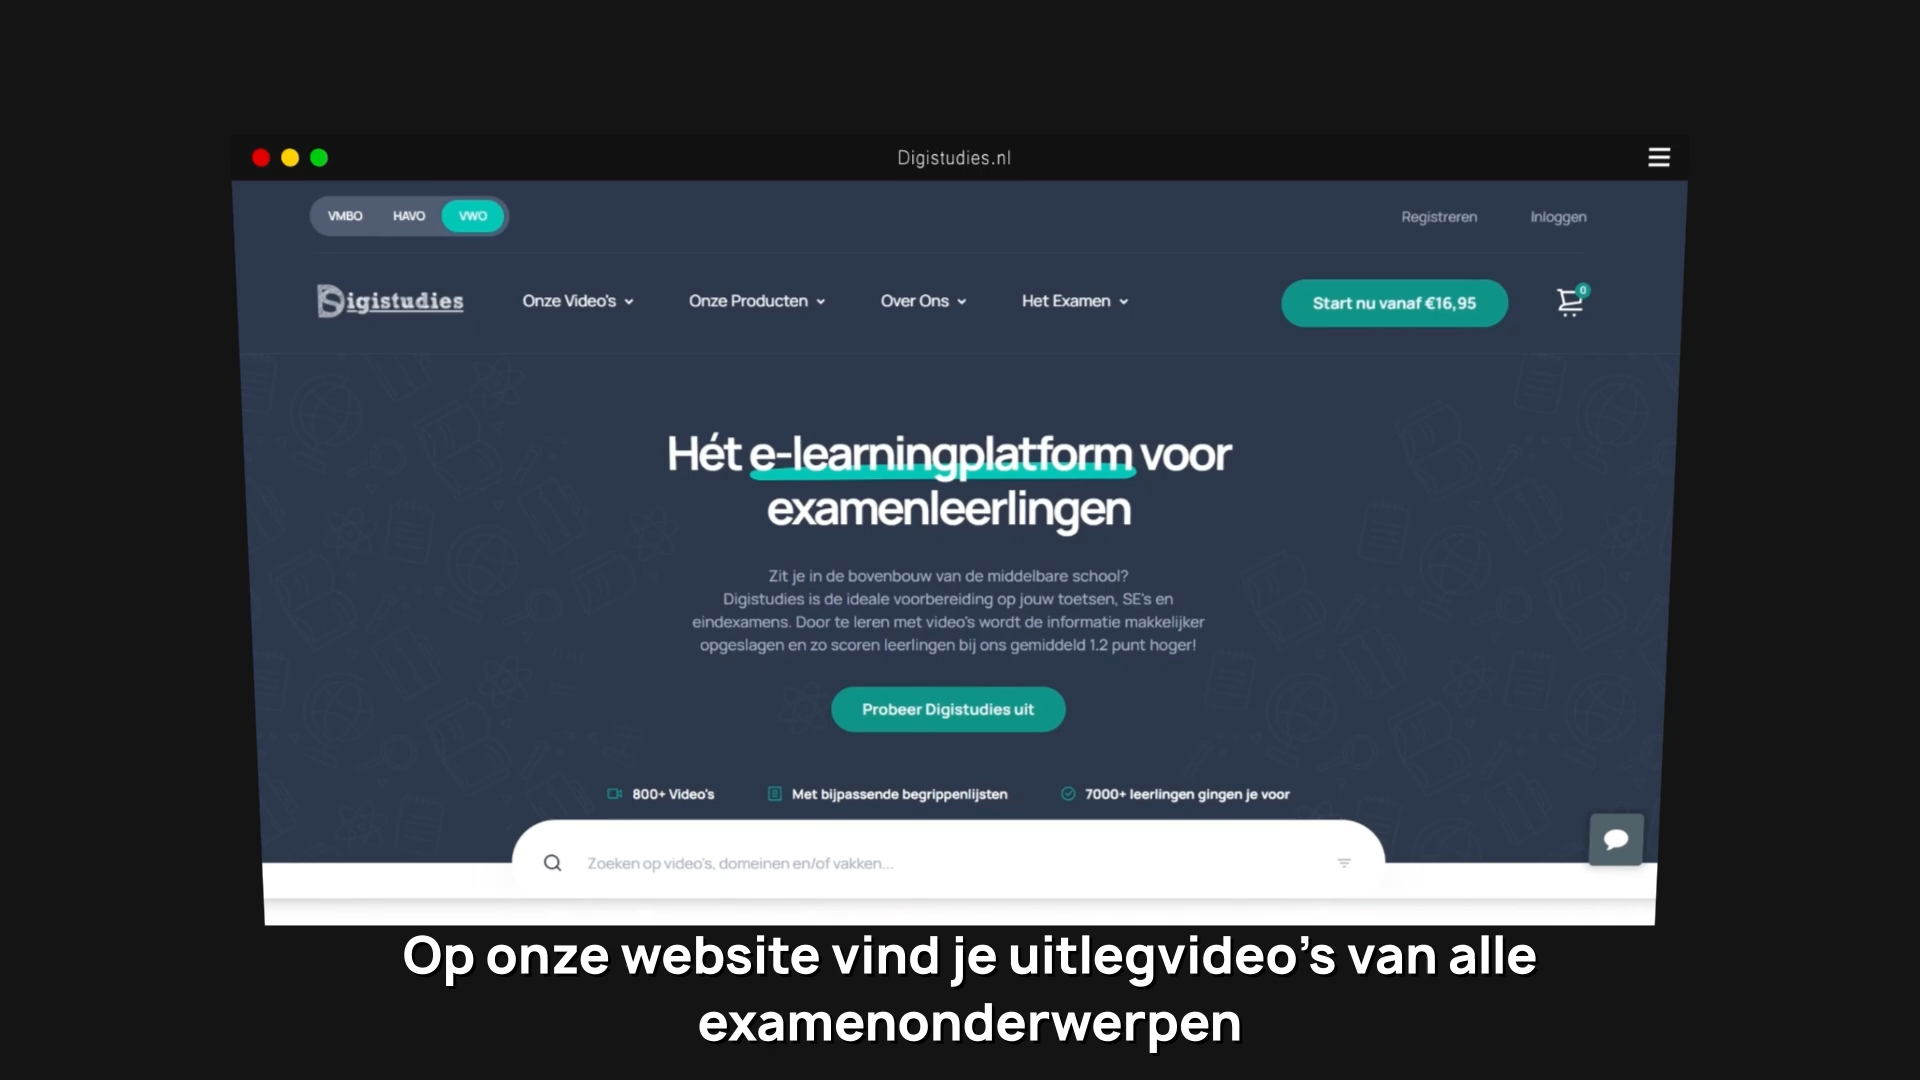 Digistudies.nl
VMBO HAVO VWO
Registreren Inloggen
Digistudies
Onze Video's Onze Producten Over Ons Het Examen
Start nu vanaf €16,95
0
Hét e-learningplatform voor
examenleerlingen
Zit je in de bovenbouw van de middelbare school?
Digistudies is de ideale voorbereiding op jouw toetsen, SE's en
eindexamens. Door te leren met video's wordt de informatie makkelijker
opgeslagen en zo scoren leerlingen bij ons gemiddeld 1.2 punt hoger!
Probeer Digistudies uit
800+ Video's Met bijpassende begrippenlijsten 7000+ leerlingen gingen je voor
Zoeken op video's, domeinen en/of vakken...
Op onze website vind je uitlegvideo's van alle
examenonderwerpen